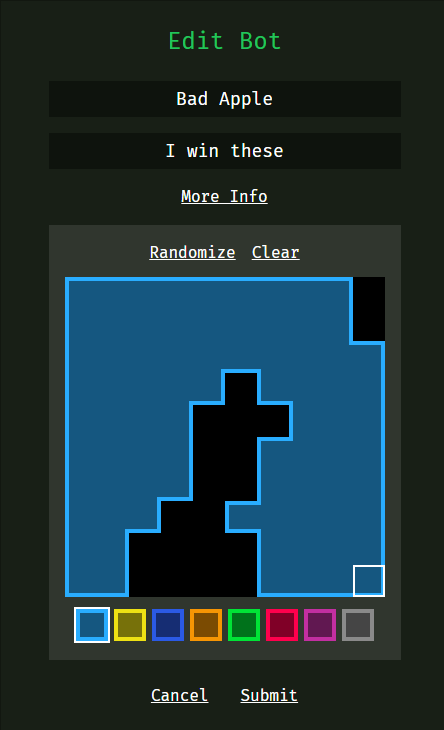 Edit Bot
Bad Apple
I win these
More Info
Randomize Clear
Cancel Submit